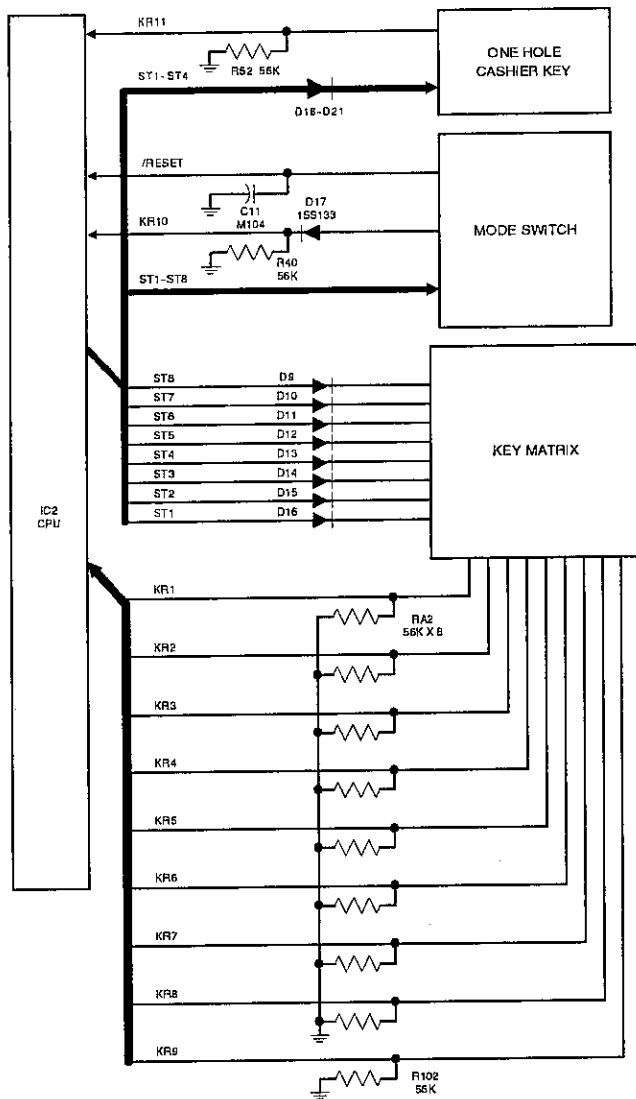 KR11
ONE HOLE
CASHIER KEY
R52 56K
ST1-ST4
D18-D21
/RESET
C11
M104
D17
1SS133
MODE SWITCH
KR10
R40
56K
ST1-ST8
ST8 D9
ST7 D10
ST6 D11
ST5 D12
ST4 D13
ST3 D14
ST2 D15
ST1 D16
KEY MATRIX
IC2
CPU
KR1
RA2
56K X 8
KR2
KR3
KR4
KR5
KR6
KR7
KR8
KR9
R102
56K